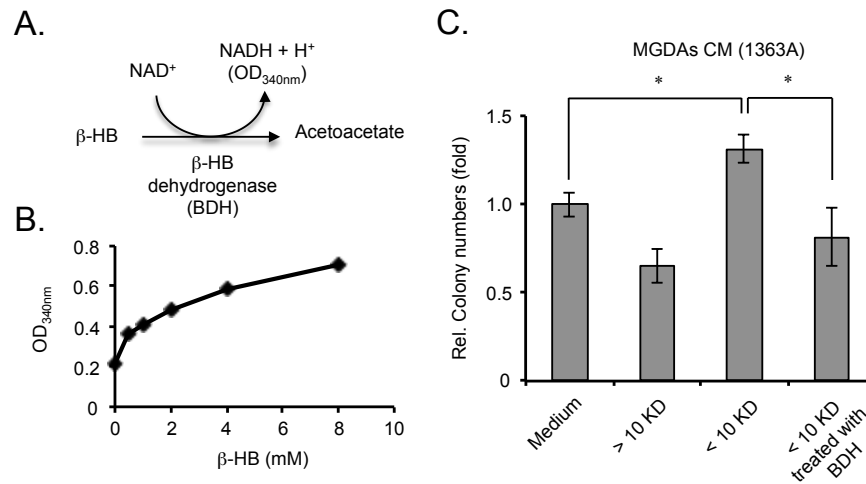 A.
NAD⁺
NADH + H⁺
(OD₃₄₀ₙₘ)
β-HB
Acetoacetate
β-HB
dehydrogenase
(BDH)
B.
OD₃₄₀ₙₘ
0.8
0.6
0.4
0.2
0
0 2 4 6 8 10
β-HB (mM)
C.
MGDAs CM (1363A)
* *
Rel. Colony numbers (fold)
1.5
1.0
0.5
0
Medium
> 10 KD
< 10 KD
< 10 KD
treated with
BDH